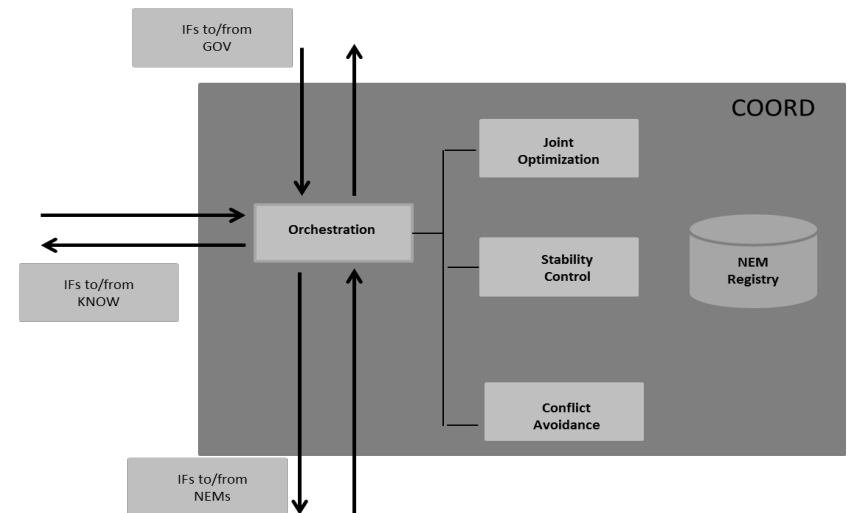 IFs to/from
GOV
COORD
Joint
Optimization
Orchestration
Stability
Control
NEM
Registry
IFs to/from
KNOW
Conflict
Avoidance
IFs to/from
NEMs